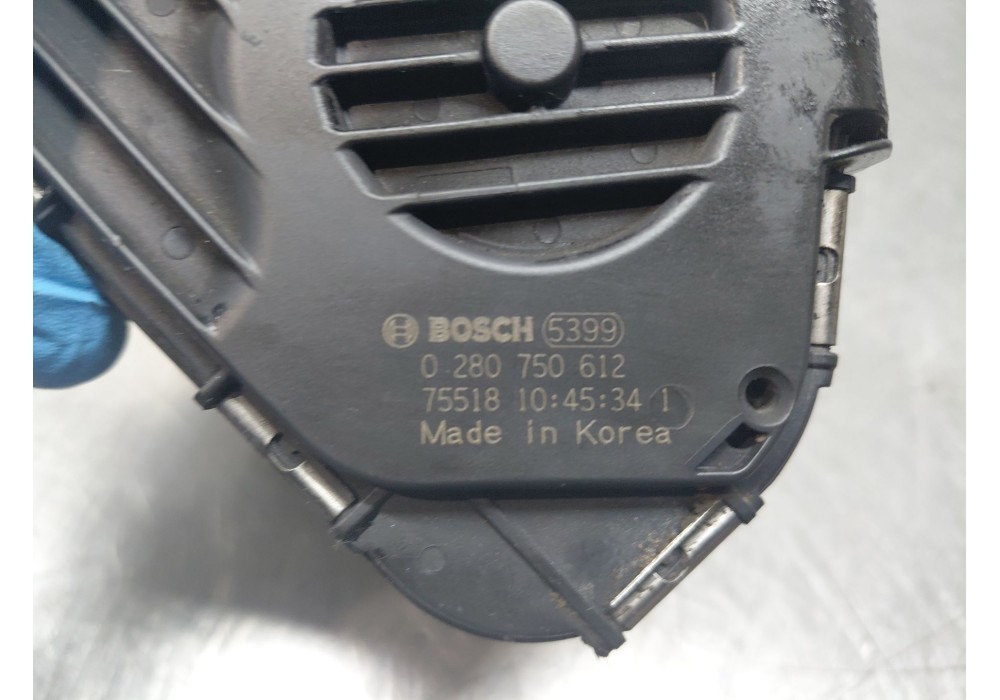 BOSCH 5399
0 280 750 612
75518 10:45:34 1
Made in Korea